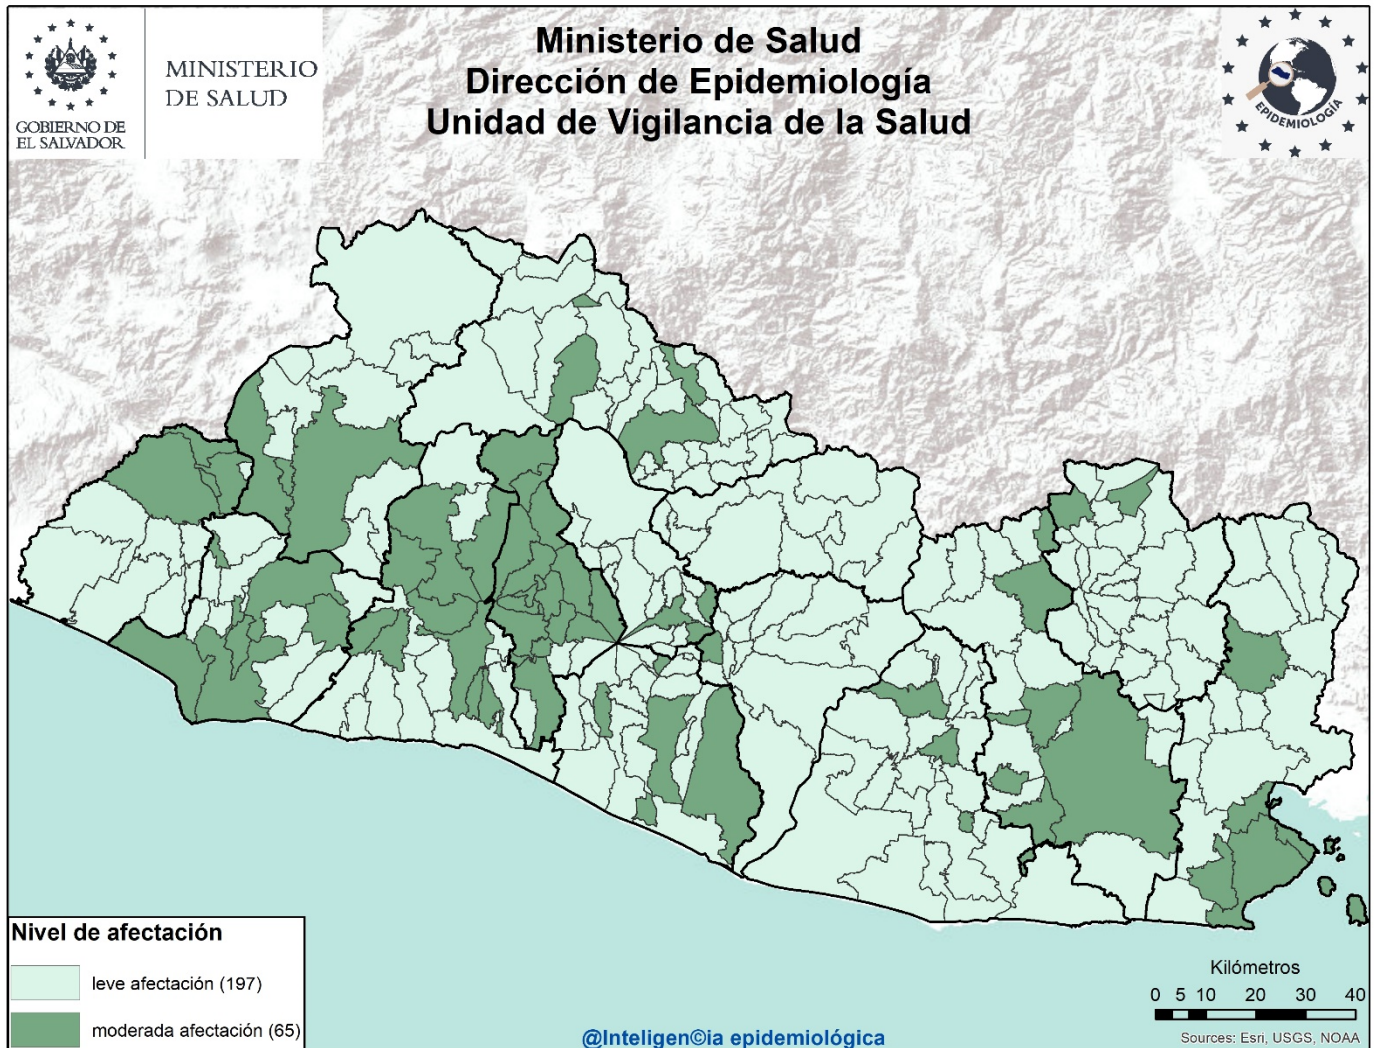 Ministerio de Salud
Dirección de Epidemiología
Unidad de Vigilancia de la Salud
GOBIERNO DE
EL SALVADOR
MINISTERIO
DE SALUD
EPIDEMIOLOGÍA
Nivel de afectación
leve afectación (197)
moderada afectación (65)
@Inteligen©ia epidemiológica
Kilómetros
0 5 10 20 30 40
Sources: Esri, USGS, NOAA